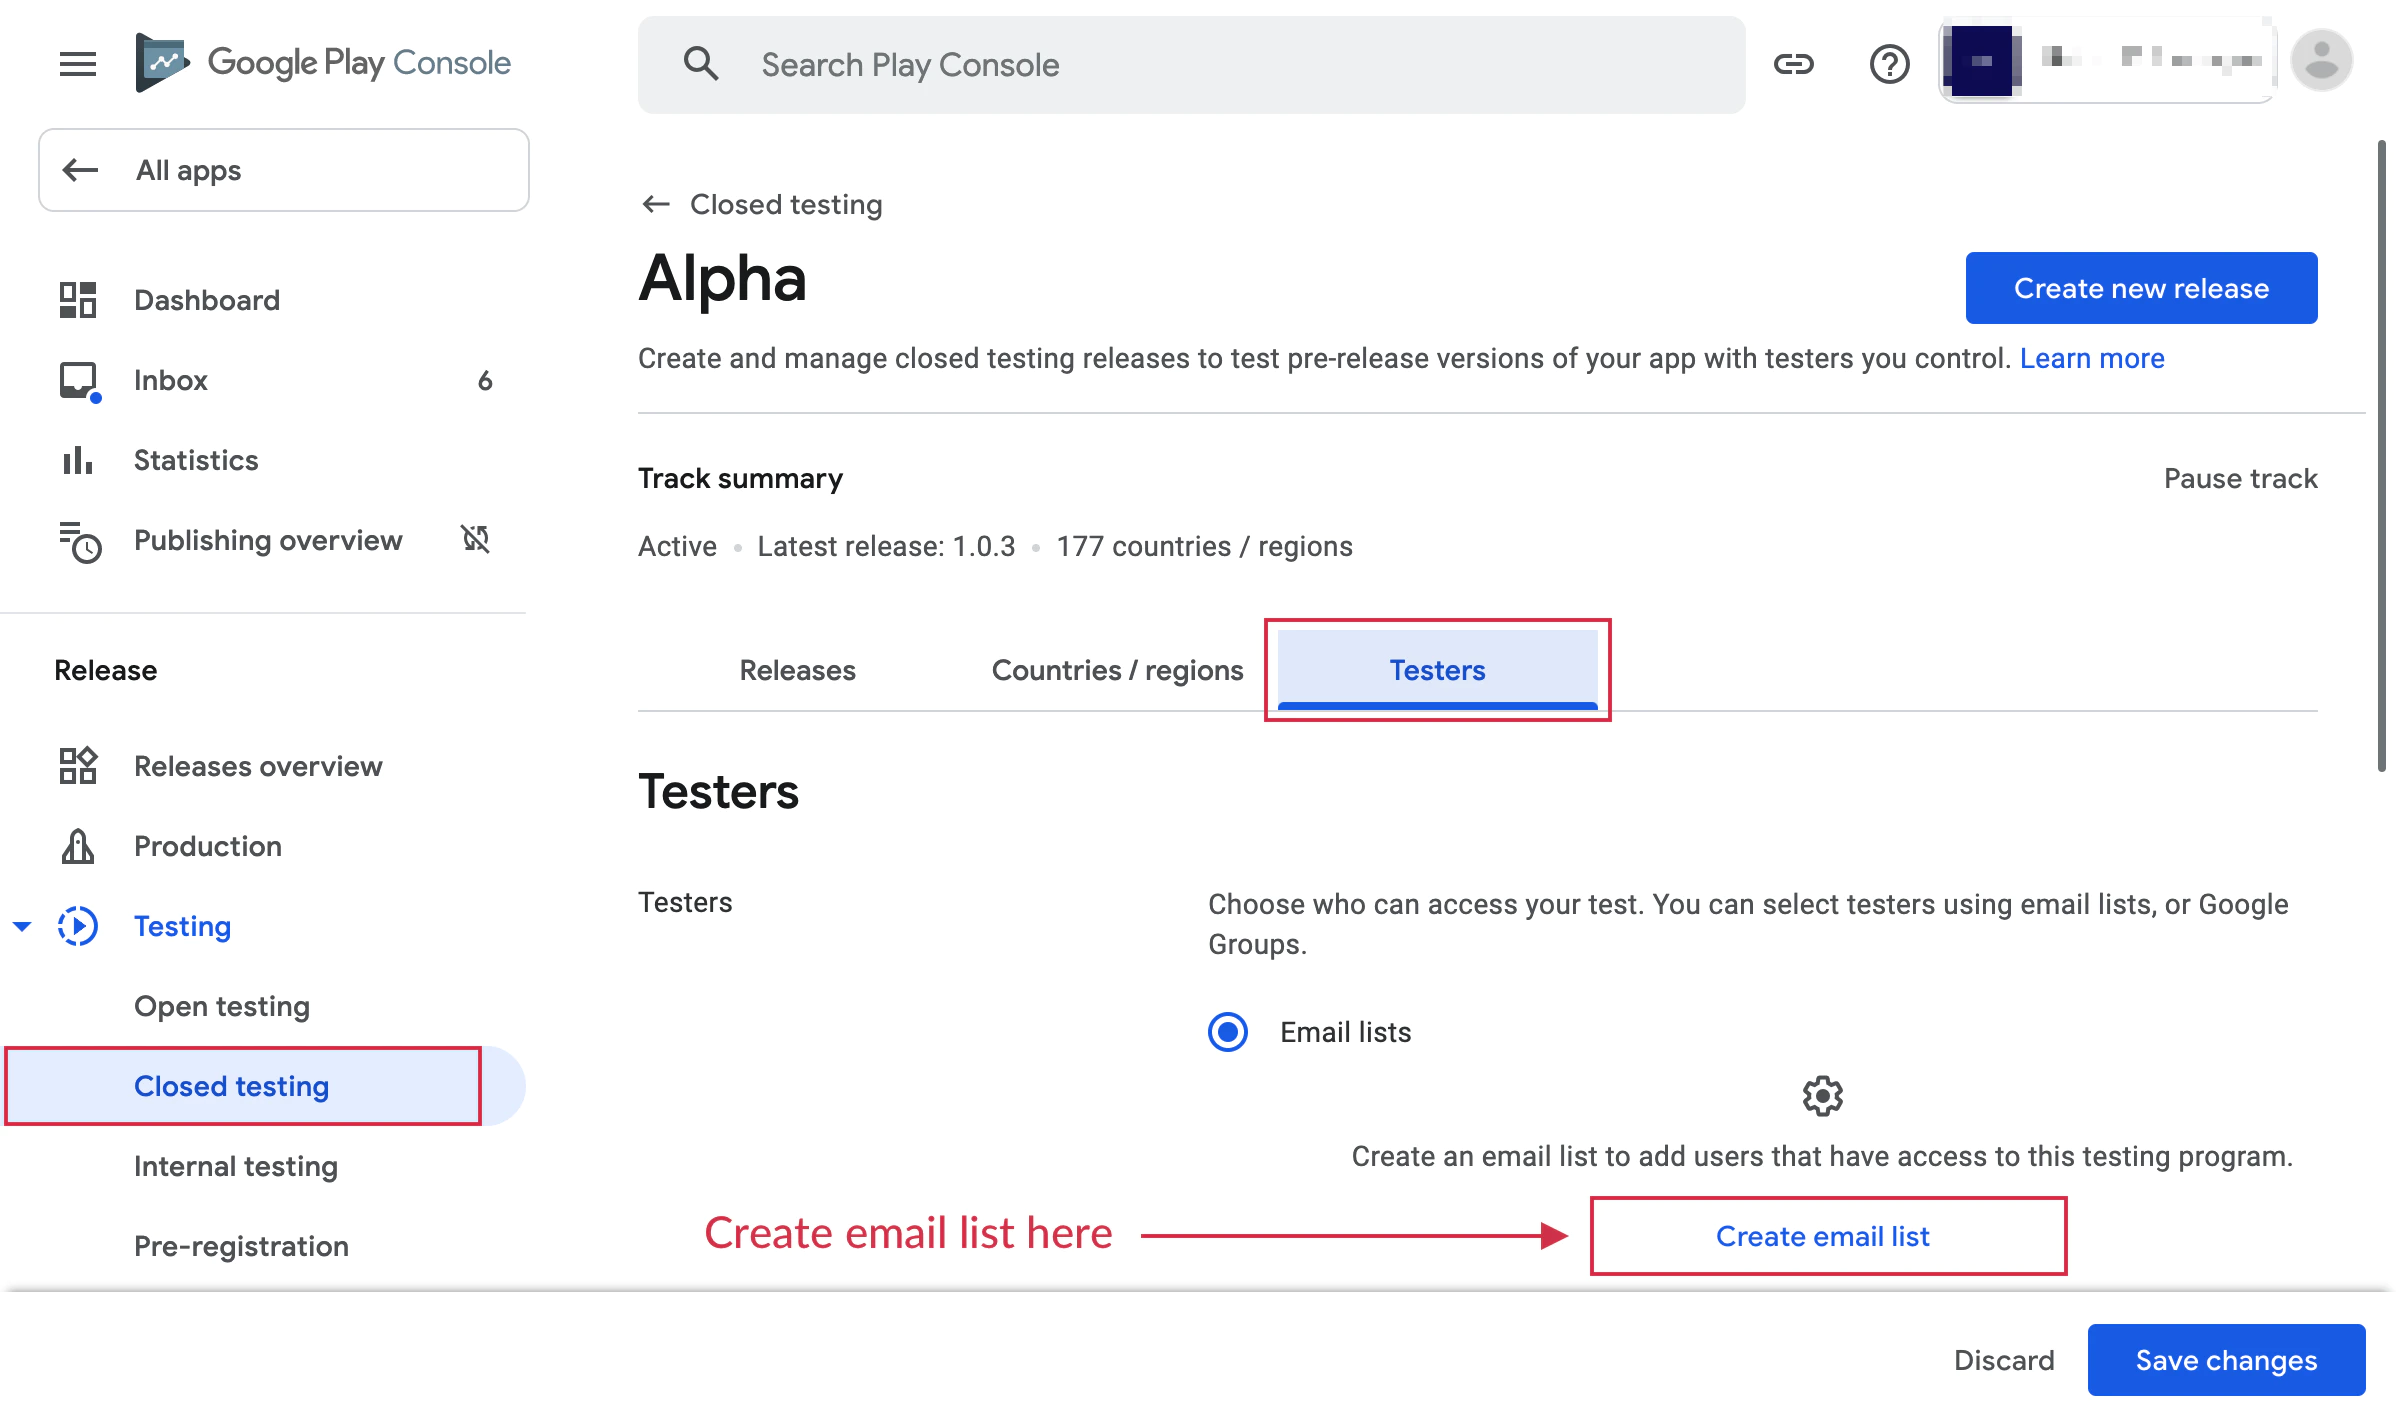 Google Play Console
Search Play Console
All apps
Dashboard
Inbox 6
Statistics
Publishing overview
Release
Releases overview
Production
Testing
Open testing
Closed testing
Internal testing
Pre-registration
Closed testing
Alpha
Create new release
Create and manage closed testing releases to test pre-release versions of your app with testers you control. Learn more
Track summary
Pause track
Active • Latest release: 1.0.3 • 177 countries / regions
Releases
Countries / regions
Testers
Testers
Testers
Choose who can access your test. You can select testers using email lists, or Google
Groups.
Email lists
Create an email list to add users that have access to this testing program.
Create email list here
Create email list
Discard
Save changes